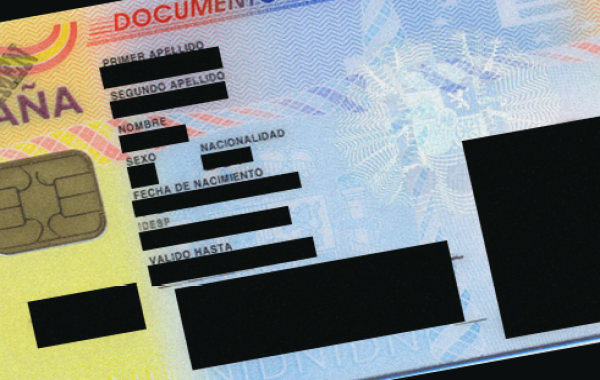 DOCUMENTO
AÑA
PRIMER APELLIDO
SEGUNDO APELLIDO
NOMBRE
SEXO NACIONALIDAD
FECHA DE NACIMIENTO
IDESP
VALIDO HASTA